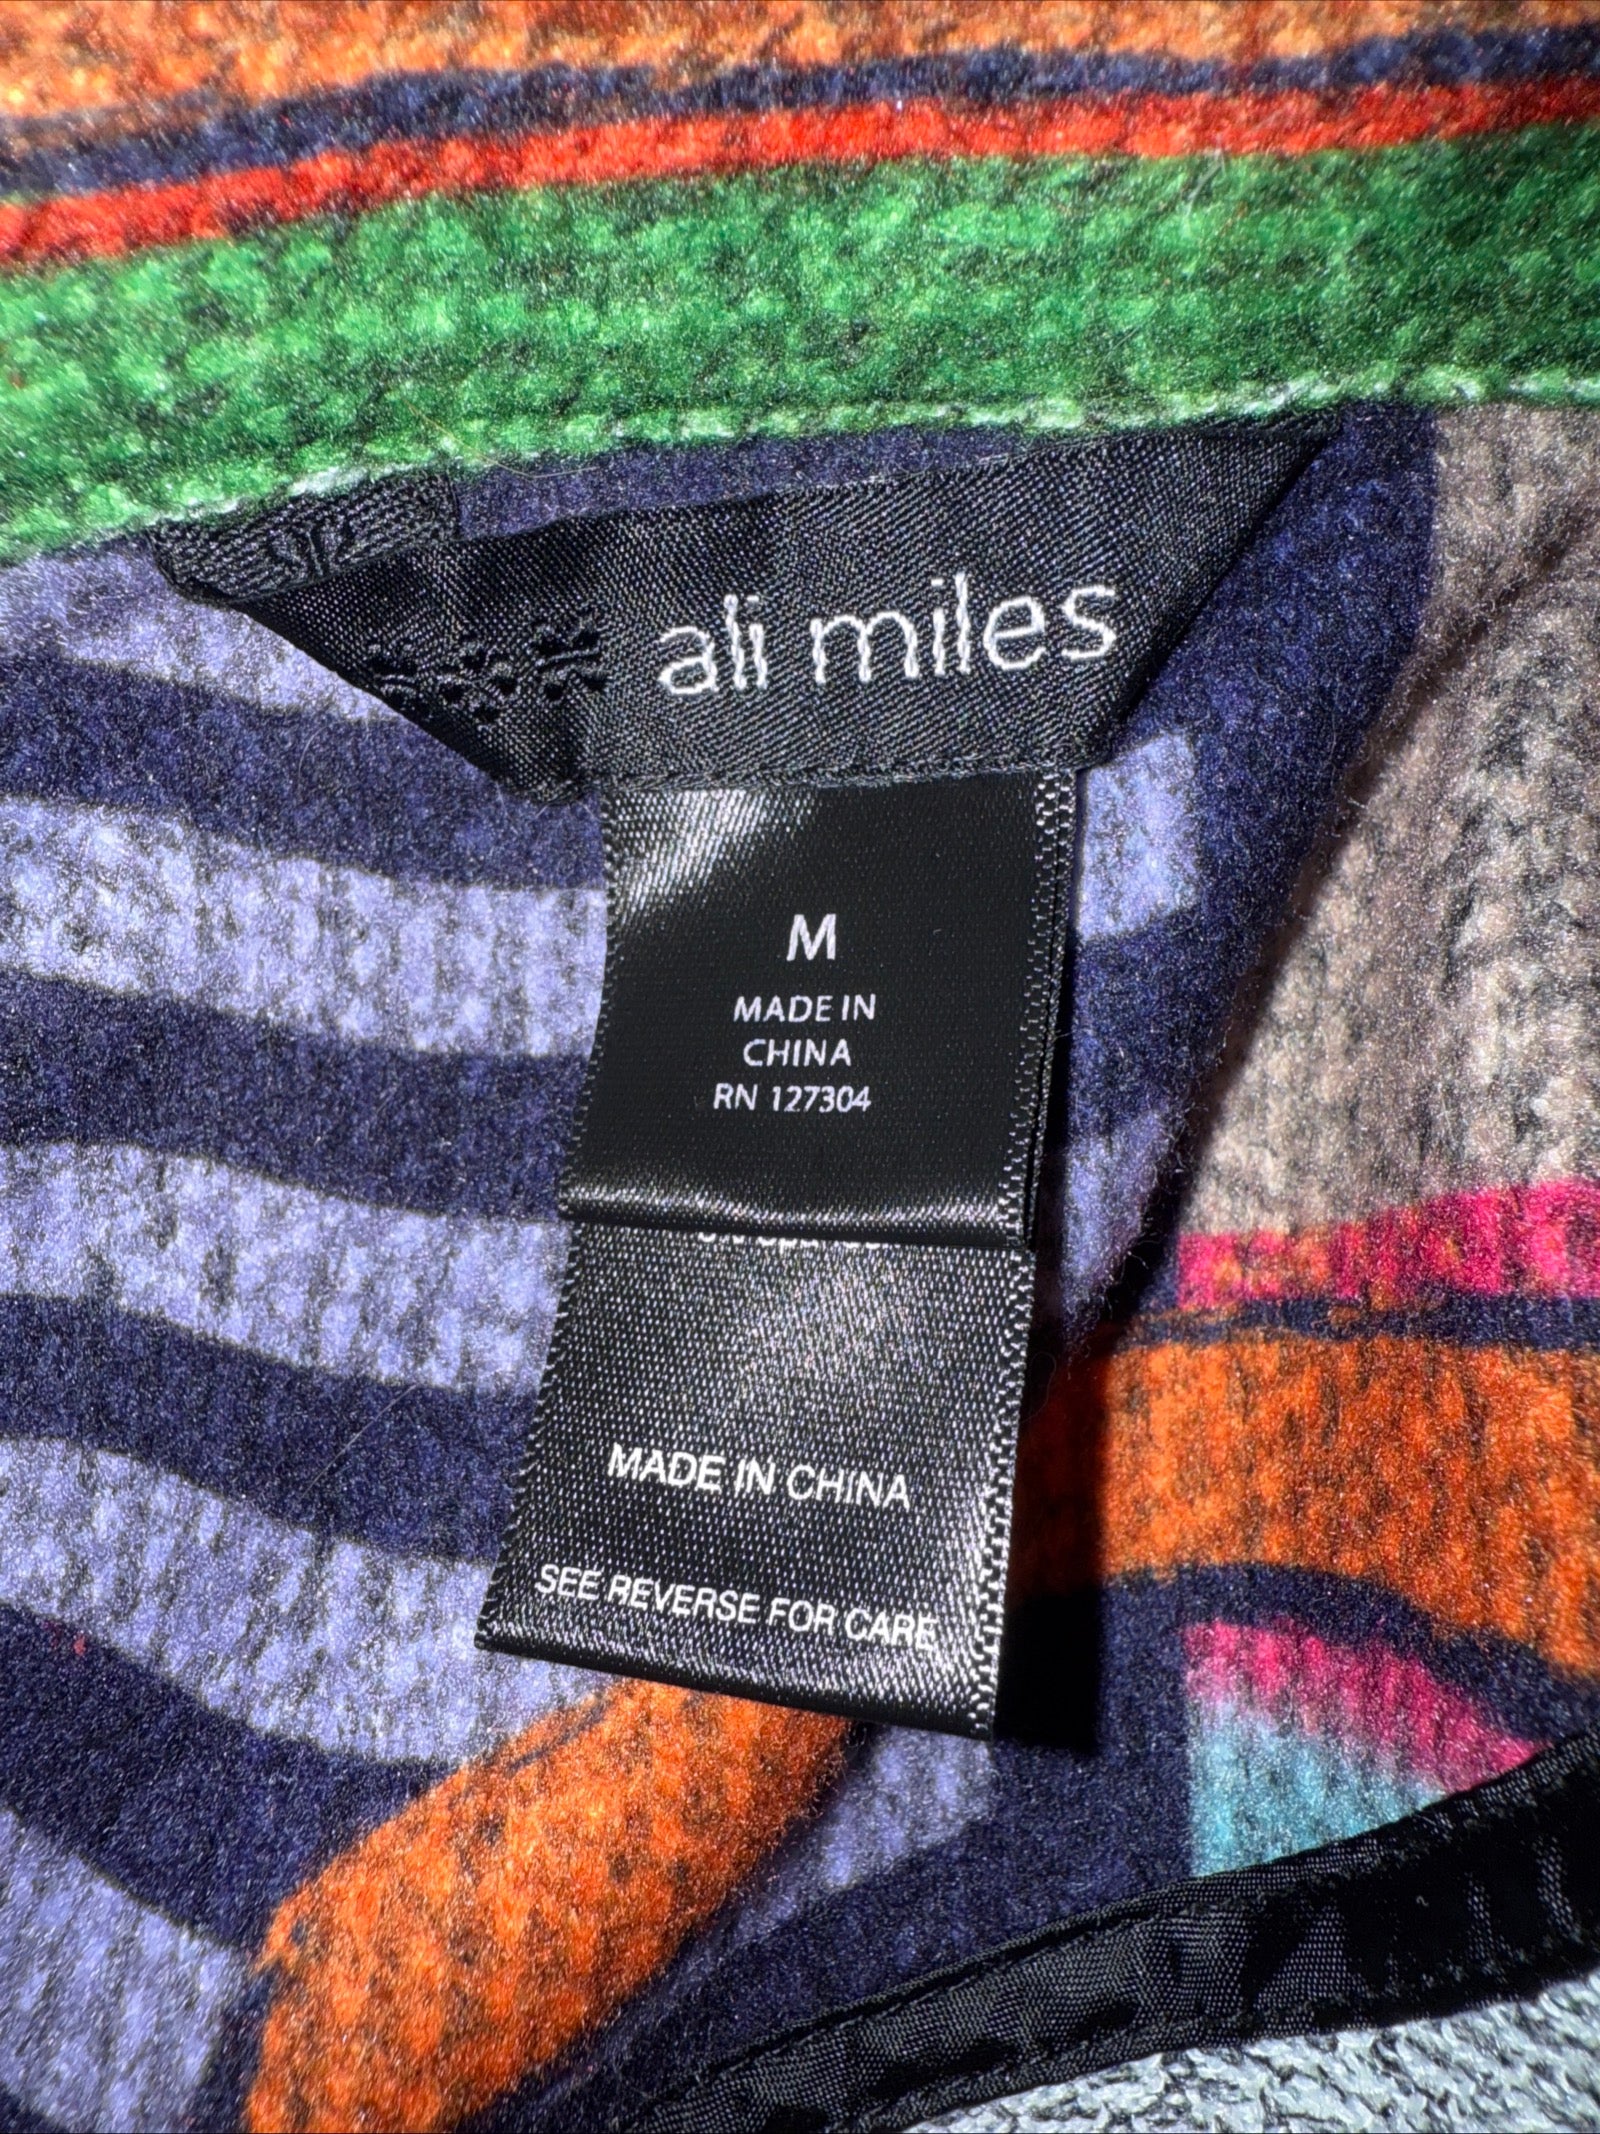 ali miles
M
MADE IN
CHINA
RN 127304
MADE IN CHINA
SEE REVERSE FOR CARE